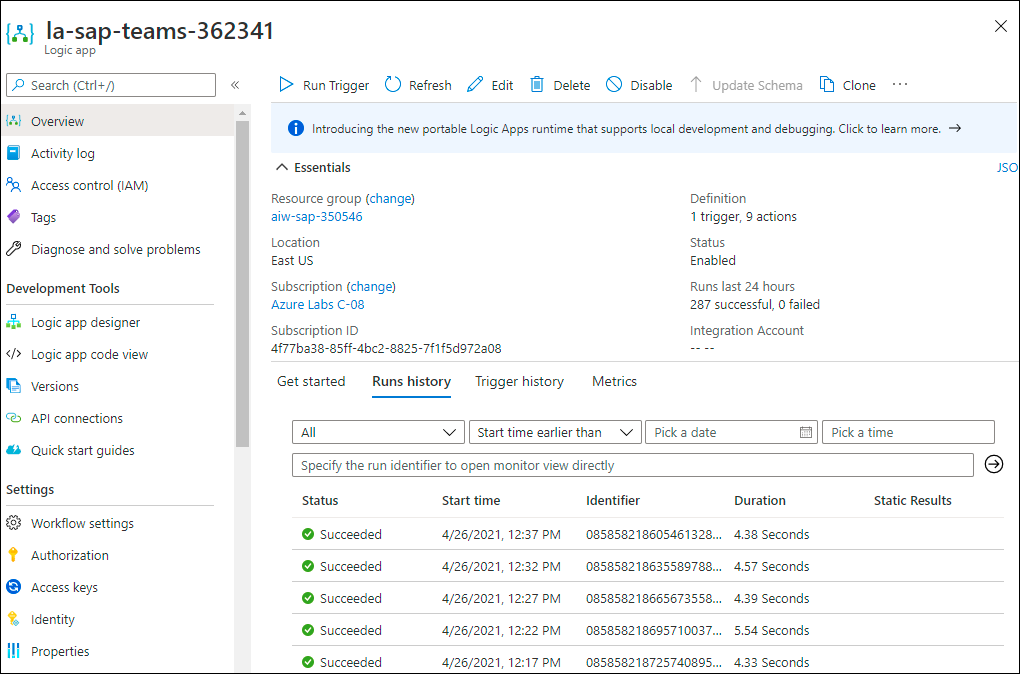 la-sap-teams-362341
Logic app
Search (Ctrl+/)
«
Overview
Activity log
Access control (IAM)
Tags
Diagnose and solve problems
Development Tools
Logic app designer
Logic app code view
Versions
API connections
Quick start guides
Settings
Workflow settings
Authorization
Access keys
Identity
Properties
Run Trigger Refresh Edit Delete Disable Update Schema Clone ···
Introducing the new portable Logic Apps runtime that supports local development and debugging. Click to learn more. →
Essentials
JSO
Resource group (change)
aiw-sap-350546
Location
East US
Subscription (change)
Azure Labs C-08
Subscription ID
4f77ba38-85ff-4bc2-8825-7f1f5d972a08
Definition
1 trigger, 9 actions
Status
Enabled
Runs last 24 hours
287 successful, 0 failed
Integration Account
-- --
Get started Runs history Trigger history Metrics
All Start time earlier than Pick a date Pick a time
Specify the run identifier to open monitor view directly
Status Start time Identifier Duration Static Results
Succeeded 4/26/2021, 12:37 PM 085858218605461328... 4.38 Seconds
Succeeded 4/26/2021, 12:32 PM 085858218635589788... 4.57 Seconds
Succeeded 4/26/2021, 12:27 PM 085858218665673558... 4.39 Seconds
Succeeded 4/26/2021, 12:22 PM 085858218695710037... 5.54 Seconds
Succeeded 4/26/2021, 12:17 PM 085858218725740895... 4.33 Seconds